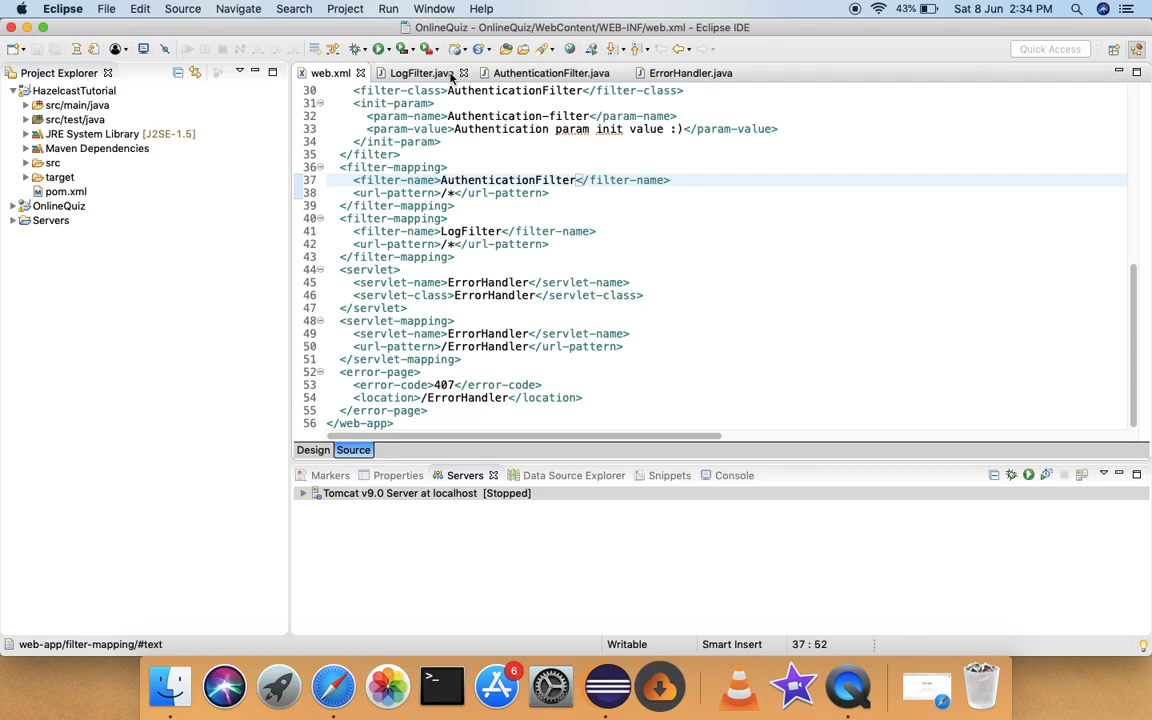 Eclipse File Edit Source Navigate Search Project Run Window Help 43% Sat 8 Jun 2:34 PM
OnlineQuiz - OnlineQuiz/WebContent/WEB-INF/web.xml - Eclipse IDE
Quick Access
Project Explorer
HazelcastTutorial
src/main/java
src/test/java
JRE System Library [J2SE-1.5]
Maven Dependencies
src
target
pom.xml
OnlineQuiz
Servers
web.xml LogFilter.java AuthenticationFilter.java ErrorHandler.java
30 <filter-class>AuthenticationFilter</filter-class>
31 <init-param>
32 <param-name>Authentication-filter</param-name>
33 <param-value>Authentication param init value :)</param-value>
34 </init-param>
35 </filter>
36 <filter-mapping>
37 <filter-name>AuthenticationFilter</filter-name>
38 <url-pattern>/*</url-pattern>
39 </filter-mapping>
40 <filter-mapping>
41 <filter-name>LogFilter</filter-name>
42 <url-pattern>/*</url-pattern>
43 </filter-mapping>
44 <servlet>
45 <servlet-name>ErrorHandler</servlet-name>
46 <servlet-class>ErrorHandler</servlet-class>
47 </servlet>
48 <servlet-mapping>
49 <servlet-name>ErrorHandler</servlet-name>
50 <url-pattern>/ErrorHandler</url-pattern>
51 </servlet-mapping>
52 <error-page>
53 <error-code>407</error-code>
54 <location>/ErrorHandler</location>
55 </error-page>
56 </web-app>
Design Source
Markers Properties Servers Data Source Explorer Snippets Console
Tomcat v9.0 Server at localhost [Stopped]
web-app/filter-mapping/#text Writable Smart Insert 37 : 52
6